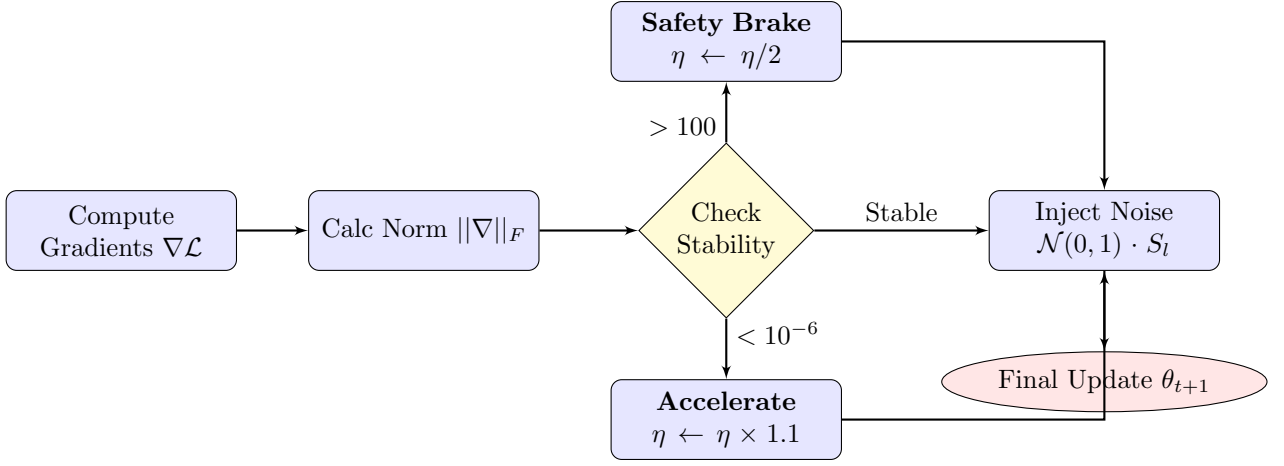 Safety Brake
η ← η/2
> 100
Compute
Gradients ∇ℒ
Calc Norm ||∇||_F
Check
Stability
Stable
Inject Noise
𝒩(0, 1) · S_l
< 10^{-6}
Final Update θ_{t+1}
Accelerate
η ← η × 1.1